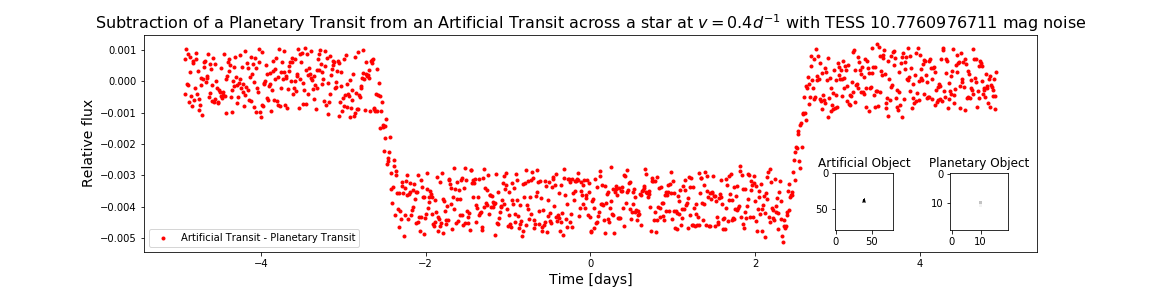 Subtraction of a Planetary Transit from an Artificial Transit across a star at v = 0.4d⁻¹ with TESS 10.7760976711 mag noise
Relative flux
0.001
0.000
−0.001
−0.002
−0.003
−0.004
−0.005
Artificial Transit - Planetary Transit
Artificial Object
0
50
0 50
Planetary Object
0
10
0 10
−4 −2 0 2 4
Time [days]